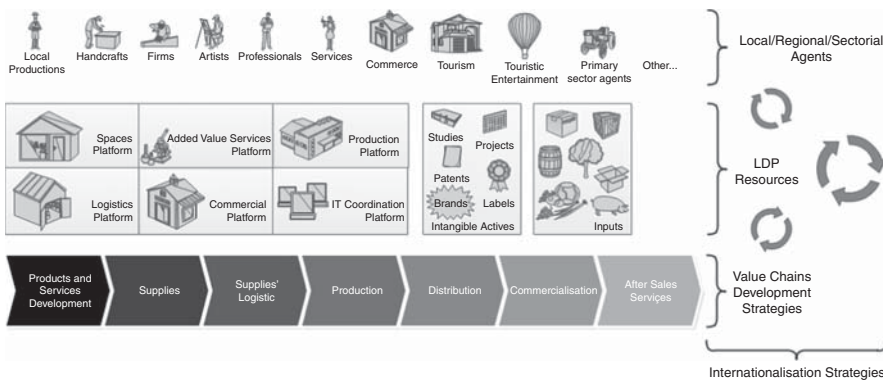 Local
Productions
Handcrafts
Firms
Artists
Professionals
Services
Commerce
Tourism
Touristic
Entertainment
Primary
sector agents
Other...
Local/Regional/Sectorial
Agents
Spaces
Platform
Added Value Services
Platform
Production
Platform
Logistics
Platform
Commercial
Platform
IT Coordination
Platform
Studies
Projects
Patents
Brands
Labels
Intangible Actives
Inputs
LDP
Resources
Products and
Services
Development
Supplies
Supplies'
Logistic
Production
Distribution
Commercialisation
After Sales
Services
Value Chains
Development
Strategies
Internationalisation Strategies